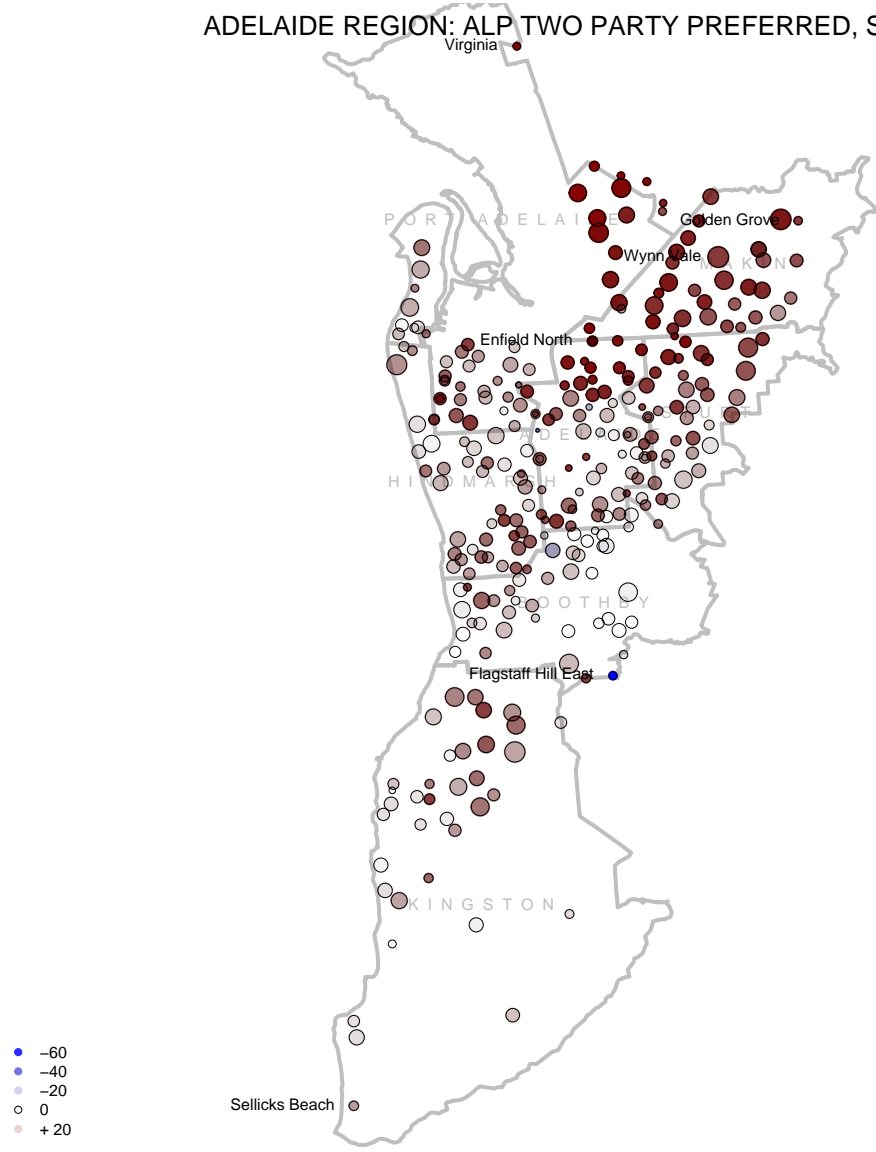 ADELAIDE REGION: ALP TWO PARTY PREFERRED, S
Virginia
PORT ADELAIDE
Golden Grove
Wynn Vale
MAKIN
Enfield North
STURT
ADELAIDE
HINDMARSH
BOOTHBY
Flagstaff Hill East
KINGSTON
−60
−40
−20
0
+ 20
Sellicks Beach